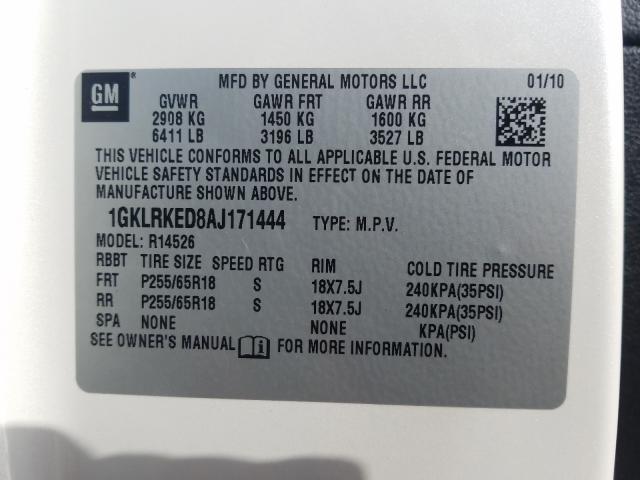 GM ® MFD BY GENERAL MOTORS LLC 01/10
GVWR GAWR FRT GAWR RR
2908 KG 1450 KG 1600 KG
6411 LB 3196 LB 3527 LB
THIS VEHICLE CONFORMS TO ALL APPLICABLE U.S. FEDERAL MOTOR
VEHICLE SAFETY STANDARDS IN EFFECT ON THE DATE OF
MANUFACTURE SHOWN ABOVE.
1GKLRKED8AJ171444 TYPE: M.P.V.
MODEL: R14526
RBBT TIRE SIZE SPEED RTG RIM COLD TIRE PRESSURE
FRT P255/65R18 S 18X7.5J 240KPA(35PSI)
RR P255/65R18 S 18X7.5J 240KPA(35PSI)
SPA NONE NONE KPA(PSI)
SEE OWNER'S MANUAL i FOR MORE INFORMATION.